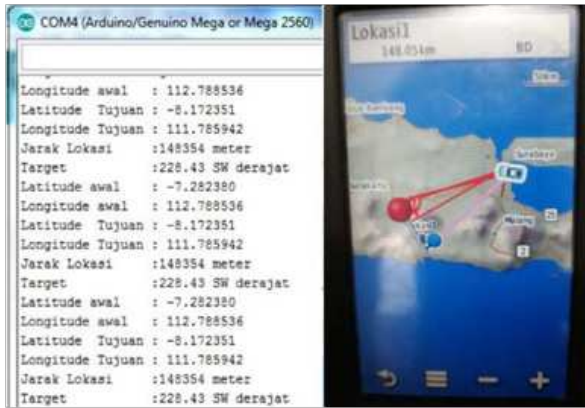 COM4 (Arduino/Genuino Mega or Mega 2560)
Longitude awal : 112.788536
Latitude Tujuan : -8.172351
Longitude Tujuan : 111.785942
Jarak Lokasi :148354 meter
Target :228.43 SW derajat
Latitude awal : -7.282380
Longitude awal : 112.788536
Latitude Tujuan : -8.172351
Longitude Tujuan : 111.785942
Jarak Lokasi :148354 meter
Target :228.43 SW derajat
Latitude awal : -7.282380
Longitude awal : 112.788536
Latitude Tujuan : -8.172351
Longitude Tujuan : 111.785942
Jarak Lokasi :148354 meter
Target :228.43 SW derajat
Lokasi1
148.051km
BD
Surabaya
Malang